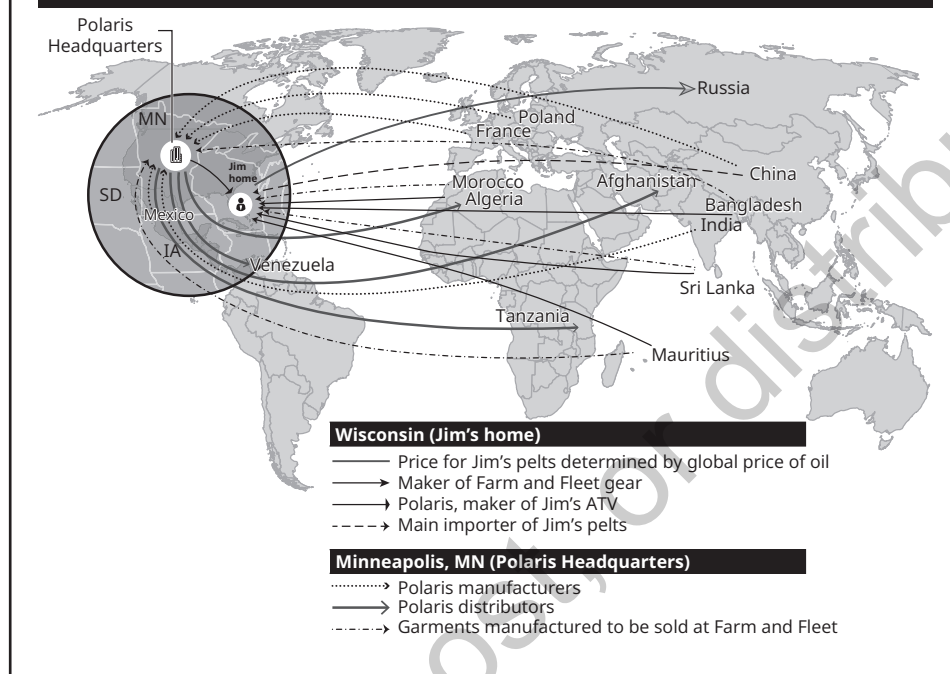 Polaris
Headquarters
MN
SD
IA
Mexico
Jim
home
Russia
Poland
France
China
Morocco
Algeria
Afghanistan
Bangladesh
India
Venezuela
Sri Lanka
Tanzania
Mauritius
Wisconsin (Jim’s home)
Price for Jim’s pelts determined by global price of oil
Maker of Farm and Fleet gear
Polaris, maker of Jim’s ATV
Main importer of Jim’s pelts
Minneapolis, MN (Polaris Headquarters)
Polaris manufacturers
Polaris distributors
Garments manufactured to be sold at Farm and Fleet
ost, or distrib